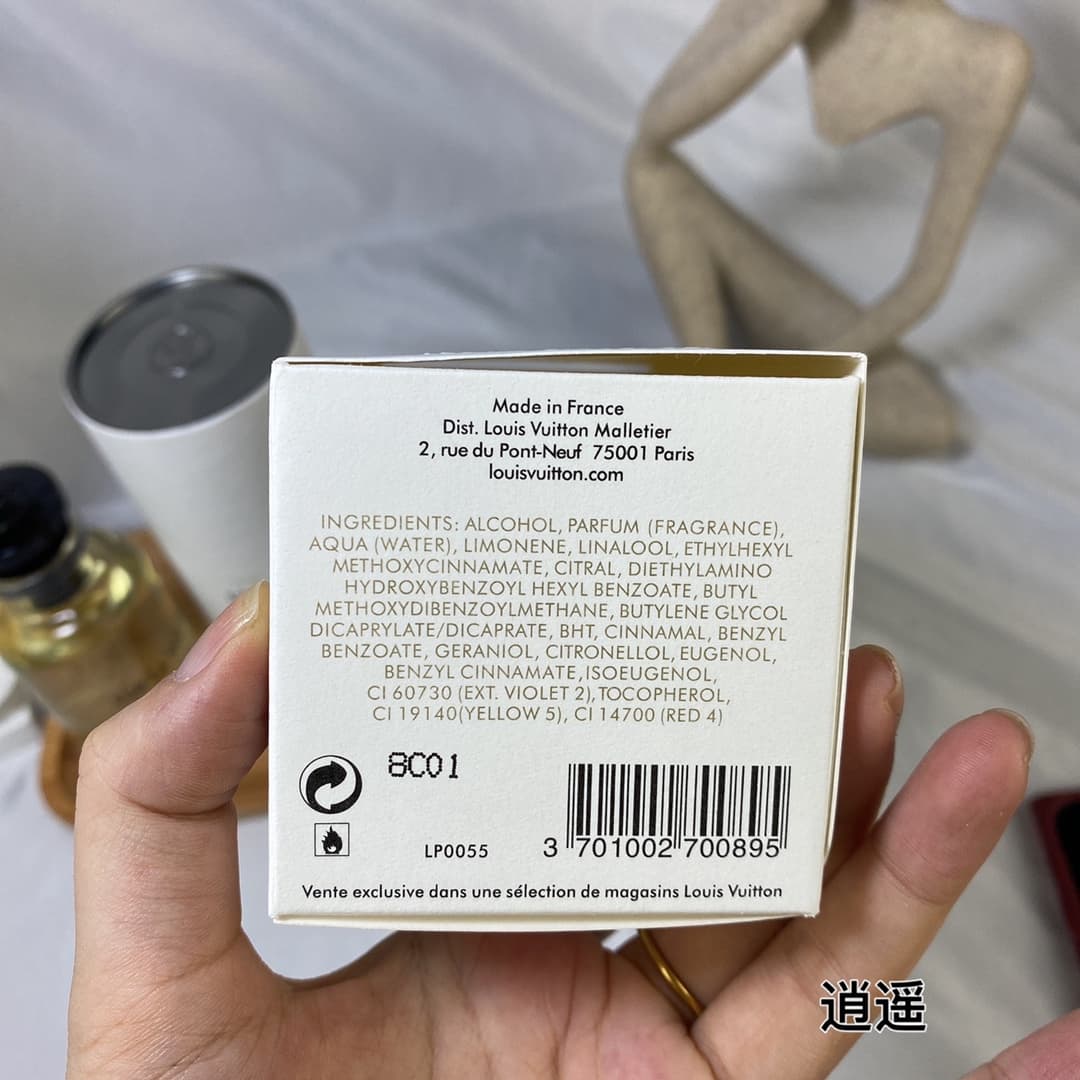 Made in France
Dist. Louis Vuitton Malletier
2, rue du Pont-Neuf 75001 Paris
louisvuitton.com
INGREDIENTS: ALCOHOL, PARFUM (FRAGRANCE),
AQUA (WATER), LIMONENE, LINALOOL, ETHYLHEXYL
METHOXYCINNAMATE, CITRAL, DIETHYLAMINO
HYDROXYBENZOYL HEXYL BENZOATE, BUTYL
METHOXYDIBENZOYLMETHANE, BUTYLENE GLYCOL
DICAPRYLATE/DICAPRATE, BHT, CINNAMAL, BENZYL
BENZOATE, GERANIOL, CITRONELLOL, EUGENOL,
BENZYL CINNAMATE,ISOEUGENOL,
CI 60730 (EXT. VIOLET 2),TOCOPHEROL,
CI 19140(YELLOW 5), CI 14700 (RED 4)
8C01
LP0055
3 701002 700895
Vente exclusive dans une sélection de magasins Louis Vuitton
逍遥